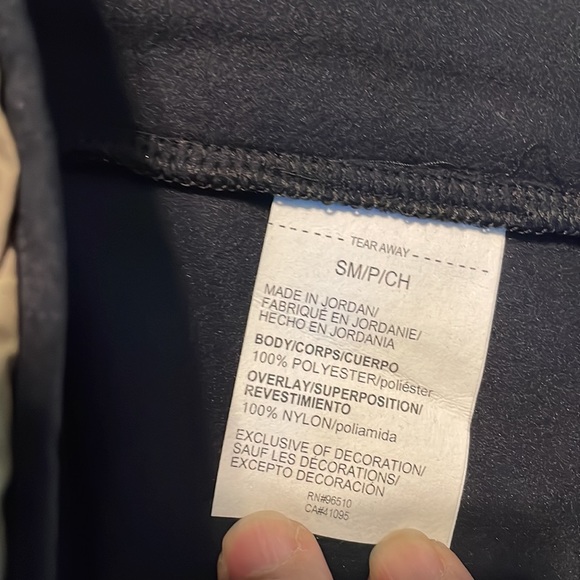 TEAR AWAY
SM/P/CH
MADE IN JORDAN/
FABRIQUÉ EN JORDANIE/
HECHO EN JORDANIA
BODY/CORPS/CUERPO
100% POLYESTER/poliéster
OVERLAY/SUPERPOSITION/
REVESTIMIENTO
100% NYLON/poliamida
EXCLUSIVE OF DECORATION/
SAUF LES DÉCORATIONS/
EXCEPTO DECORACIÓN
RN#96510
CA#41095